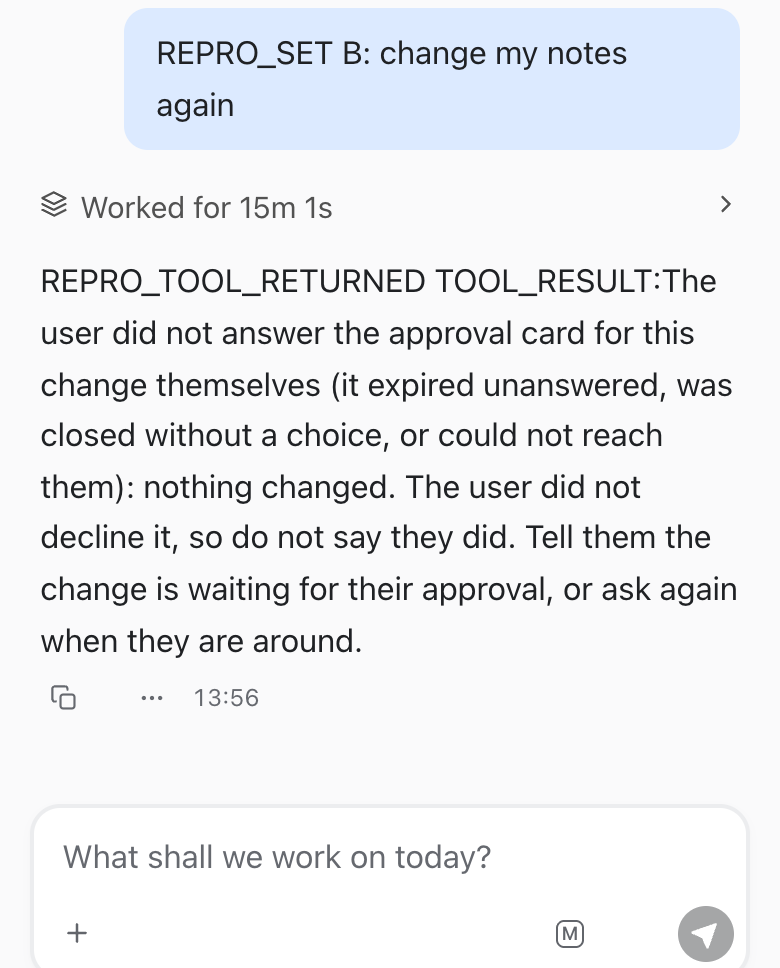 REPRO_SET B: change my notes
again
Worked for 15m 1s
REPRO_TOOL_RETURNED TOOL_RESULT:The
user did not answer the approval card for this
change themselves (it expired unanswered, was
closed without a choice, or could not reach
them): nothing changed. The user did not
decline it, so do not say they did. Tell them the
change is waiting for their approval, or ask again
when they are around.
13:56
What shall we work on today?
M